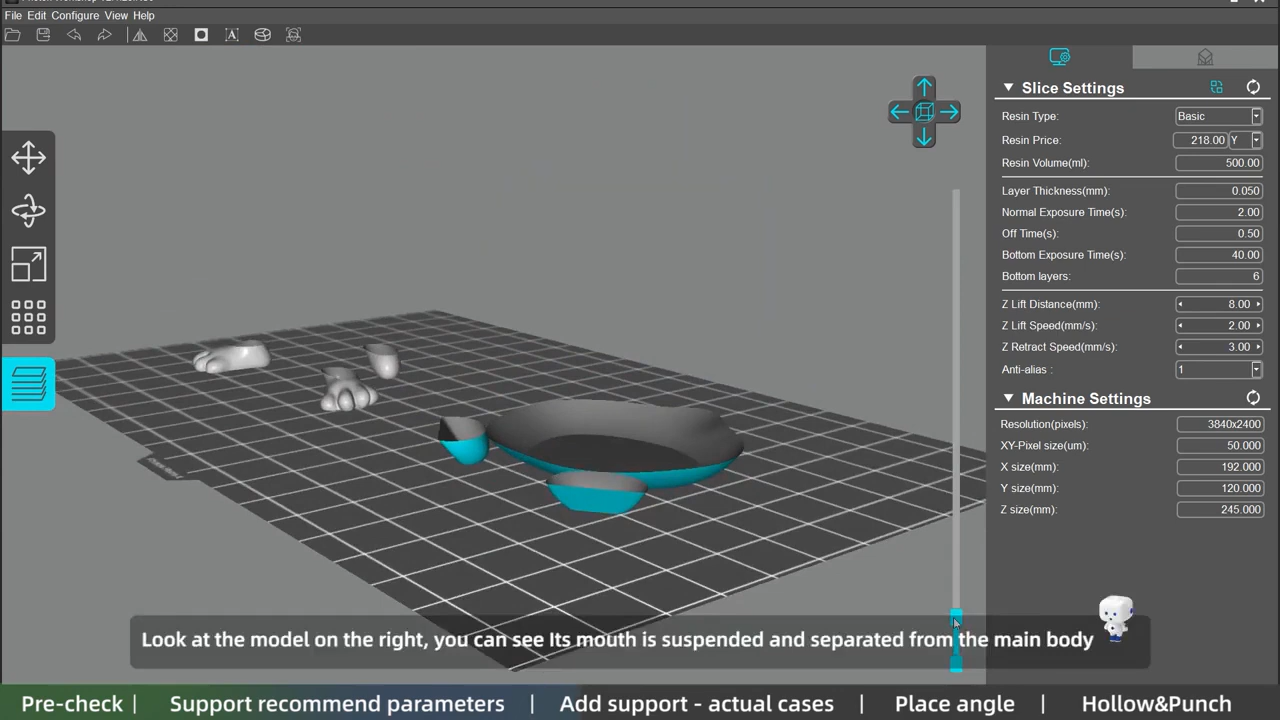 File Edit Configure View Help
Slice Settings
Resin Type: Basic
Resin Price: 218.00 Y
Resin Volume(ml): 500.00
Layer Thickness(mm): 0.050
Normal Exposure Time(s): 2.00
Off Time(s): 0.50
Bottom Exposure Time(s): 40.00
Bottom layers: 6
Z Lift Distance(mm): 8.00
Z Lift Speed(mm/s): 2.00
Z Retract Speed(mm/s): 3.00
Anti-alias : 1
Machine Settings
Resolution(pixels): 3840x2400
XY-Pixel size(um): 50.000
X size(mm): 192.000
Y size(mm): 120.000
Z size(mm): 245.000
Look at the model on the right, you can see Its mouth is suspended and separated from the main body
Pre-check | Support recommend parameters | Add support - actual cases | Place angle | Hollow&Punch